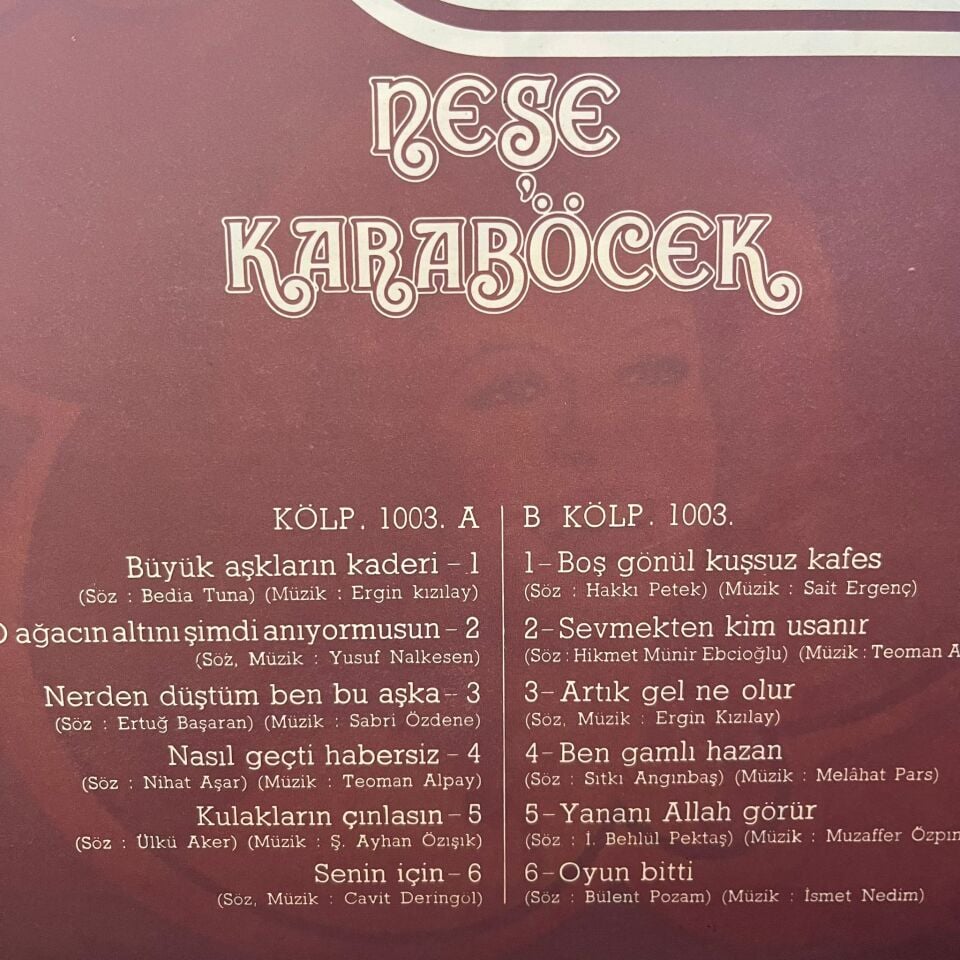 NEŞE
KARABÖCEK
KÖLP. 1003. A
Büyük aşkların kaderi - 1
(Söz : Bedia Tuna) (Müzik : Ergin kızılay)
O ağacın altını şimdi anıyormusun - 2
(Söz, Müzik : Yusuf Nalkesen)
Nerden düştüm ben bu aşka - 3
(Söz : Ertuğ Başaran) (Müzik : Sabri Özdene)
Nasıl geçti habersiz - 4
(Söz : Nihat Aşar) (Müzik : Teoman Alpay)
Kulakların çınlasın - 5
(Söz : Ülkü Aker) (Müzik : Ş. Ayhan Özışık)
Senin için - 6
(Söz, Müzik : Cavit Deringöl)
B KÖLP. 1003.
1 - Boş gönül kuşsuz kafes
(Söz : Hakkı Petek) (Müzik : Sait Ergenç)
2 - Sevmekten kim usanır
(Söz : Hikmet Münir Ebcioğlu) (Müzik : Teoman
3 - Artık gel ne olur
(Söz, Müzik : Ergin Kızılay)
4 - Ben gamlı hazan
(Söz : Sıtkı Angınbaş) (Müzik : Melâhat Pars)
5 - Yananı Allah görür
(Söz : İ. Behlül Pektaş) (Müzik : Muzaffer
6 - Oyun bitti
(Söz : Bülent Pozam) (Müzik : İsmet Nedim)